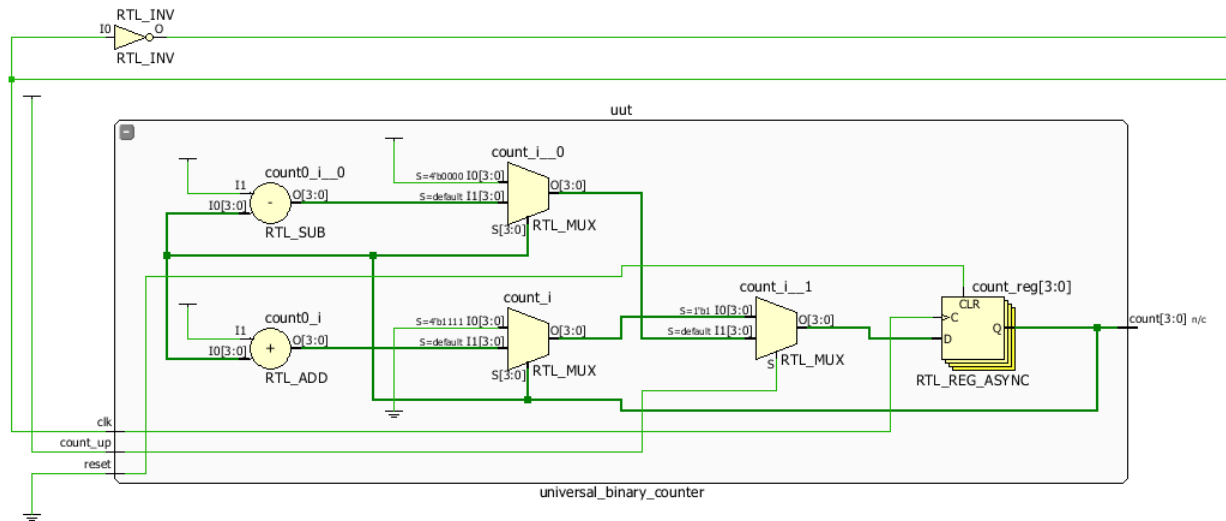 RTL_INV
I0 O
RTL_INV
uut
count0_i__0
I1
I0[3:0]
-
O[3:0]
RTL_SUB
count_i__0
S=4'b0000 I0[3:0]
S=default I1[3:0]
S[3:0]
O[3:0]
RTL_MUX
count0_i
I1
I0[3:0]
+
O[3:0]
RTL_ADD
count_i
S=4'b1111 I0[3:0]
S=default I1[3:0]
S[3:0]
O[3:0]
RTL_MUX
count_i__1
S=1'b1 I0[3:0]
S=default I1[3:0]
S
O[3:0]
RTL_MUX
count_reg[3:0]
CLR
C
D
Q
RTL_REG_ASYNC
count[3:0] n/c
clk
count_up
reset
universal_binary_counter